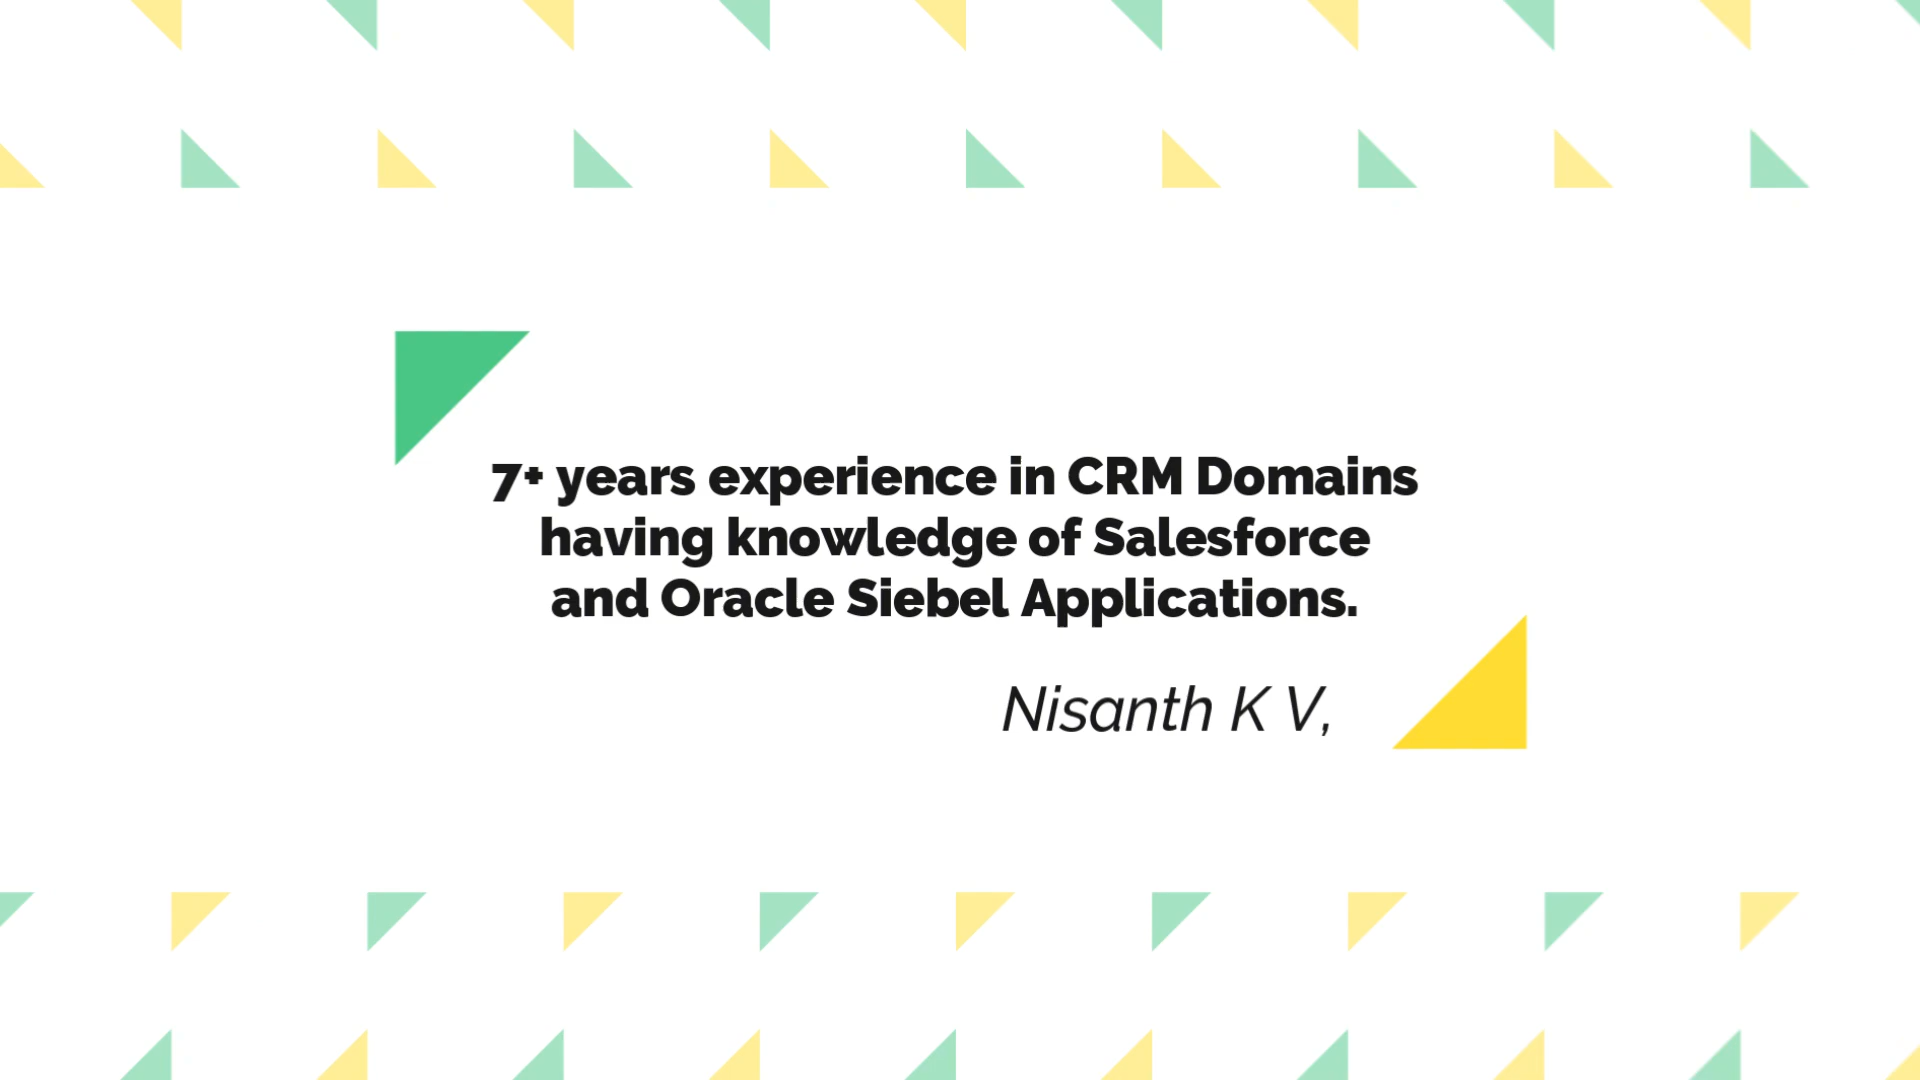 7+ years experience in CRM Domains
having knowledge of Salesforce
and Oracle Siebel Applications.
Nisanth K V,